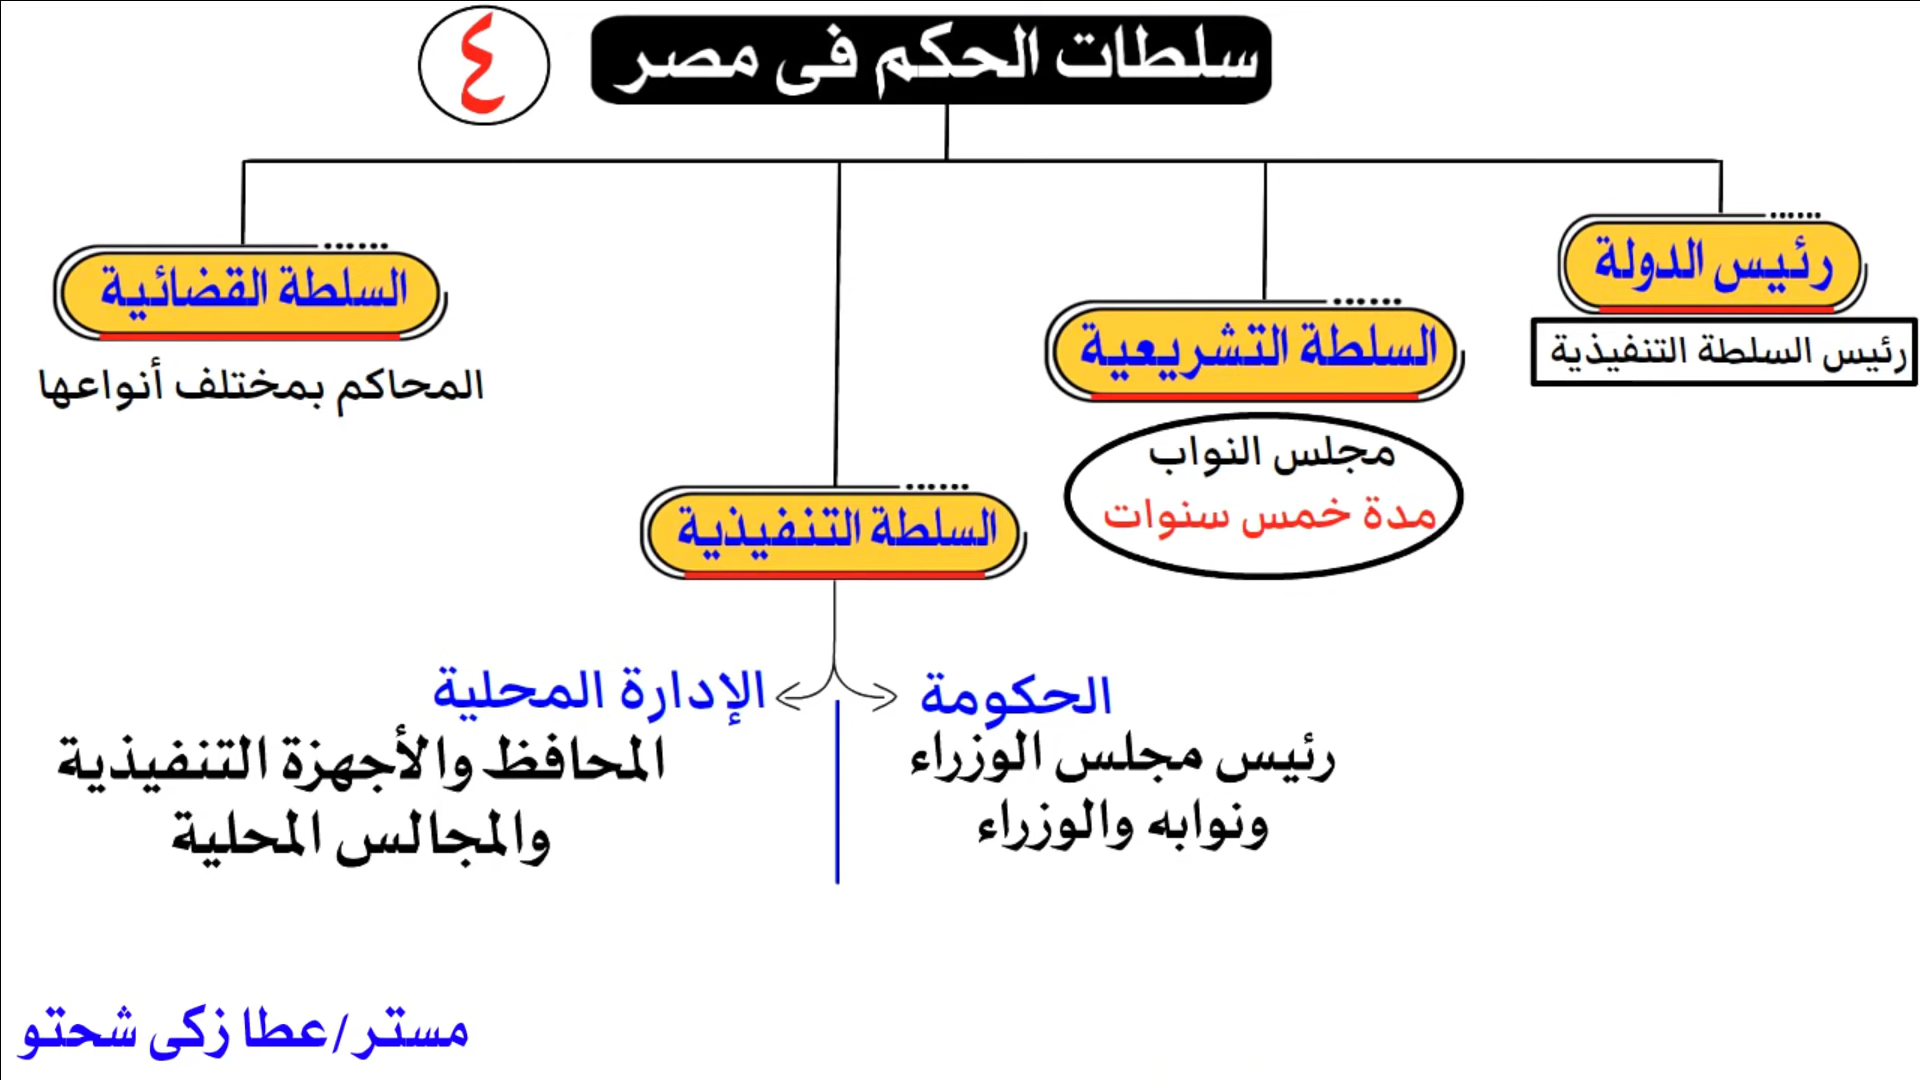 سلطات الحكم فى مصر
٤
رئيس الدولة
رئيس السلطة التنفيذية
السلطة التشريعية
مجلس النواب
مدة خمس سنوات
السلطة التنفيذية
الحكومة
رئيس مجلس الوزراء
ونوابه والوزراء
الإدارة المحلية
المحافظ والأجهزة التنفيذية
والمجالس المحلية
السلطة القضائية
المحاكم بمختلف أنواعها
مستر/عطا زكى شحتو